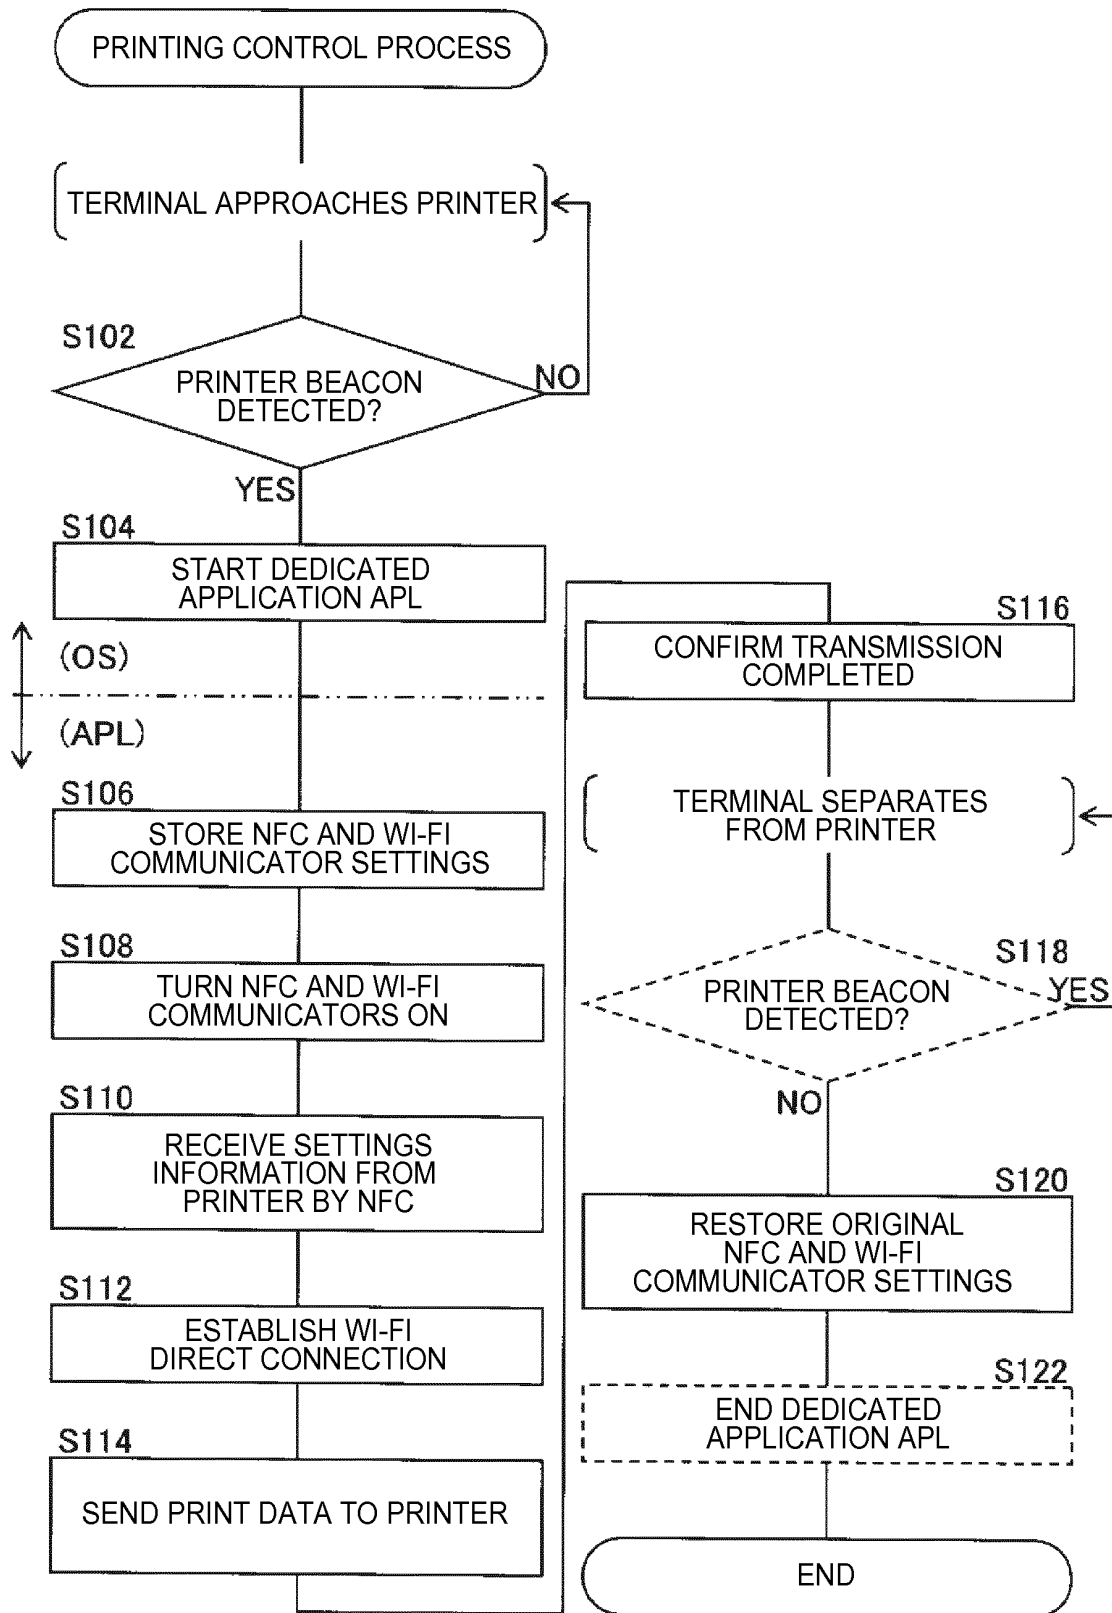 PRINTING CONTROL PROCESS
TERMINAL APPROACHES PRINTER
S102
PRINTER BEACON
DETECTED?
NO
YES
S104
START DEDICATED
APPLICATION APL
(OS)
(APL)
S106
STORE NFC AND WI-FI
COMMUNICATOR SETTINGS
S108
TURN NFC AND WI-FI
COMMUNICATORS ON
S110
RECEIVE SETTINGS
INFORMATION FROM
PRINTER BY NFC
S112
ESTABLISH WI-FI
DIRECT CONNECTION
S114
SEND PRINT DATA TO PRINTER
S116
CONFIRM TRANSMISSION
COMPLETED
TERMINAL SEPARATES
FROM PRINTER
S118
PRINTER BEACON
DETECTED?
YES
NO
S120
RESTORE ORIGINAL
NFC AND WI-FI
COMMUNICATOR SETTINGS
S122
END DEDICATED
APPLICATION APL
END